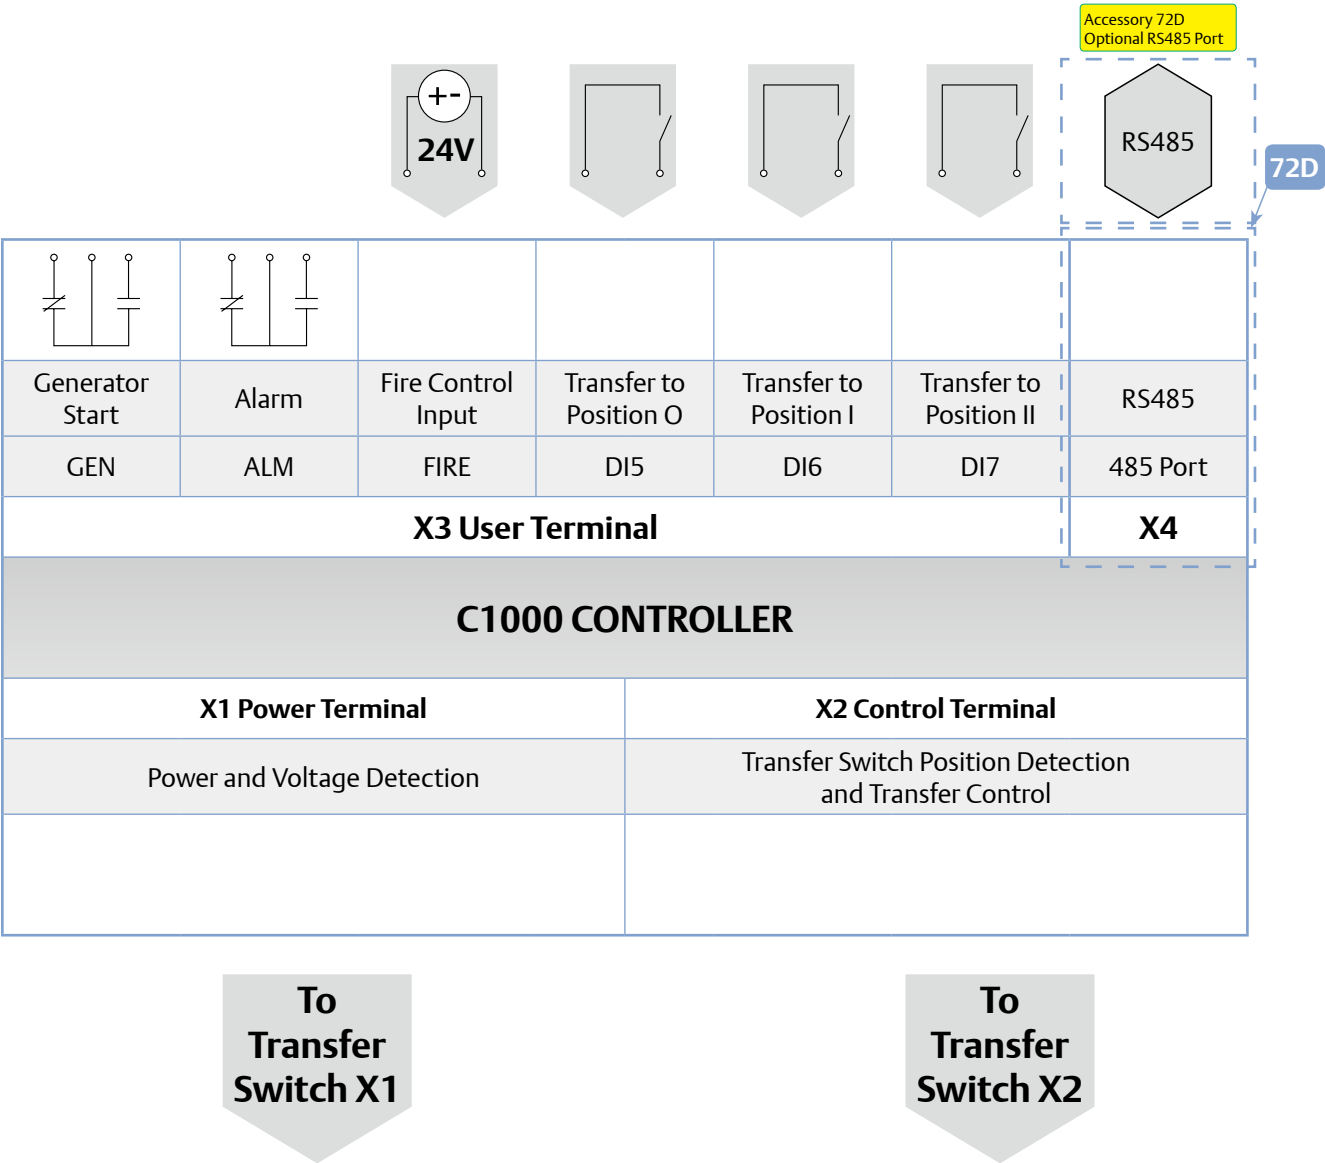 Accessory 72D
Optional RS485 Port
+-
24V
RS485
72D
Generator
Start
Alarm
Fire Control
Input
Transfer to
Position O
Transfer to
Position I
Transfer to
Position II
RS485
GEN
ALM
FIRE
DI5
DI6
DI7
485 Port
X3 User Terminal
X4
C1000 CONTROLLER
X1 Power Terminal
X2 Control Terminal
Power and Voltage Detection
Transfer Switch Position Detection
and Transfer Control
To
Transfer
Switch X1
To
Transfer
Switch X2